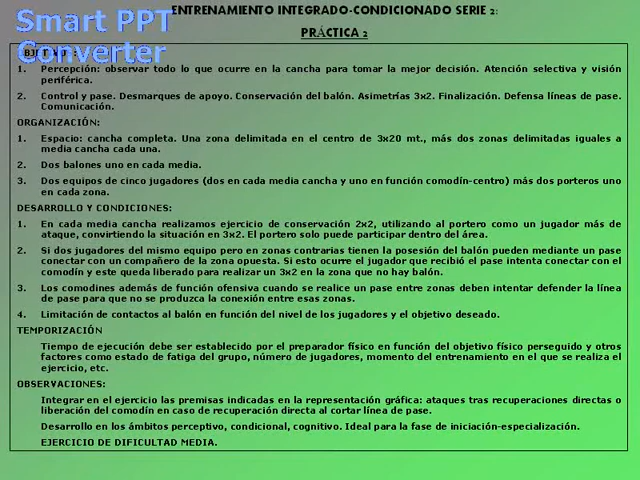 ENTRENAMIENTO INTEGRADO-CONDICIONADO SERIE 2:
Smart PPT
Converter
PRÁCTICA 2
1. Percepción: observar todo lo que ocurre en la cancha para tomar la mejor decisión. Atención selectiva y visión
periférica.
2. Control y pase. Desmarques de apoyo. Conservación del balón. Asimetrías 3x2. Finalización. Defensa líneas de pase.
Comunicación.
ORGANIZACIÓN:
1. Espacio: cancha completa. Una zona delimitada en el centro de 3x20 mt., más dos zonas delimitadas iguales a
media cancha cada una.
2. Dos balones uno en cada media.
3. Dos equipos de cinco jugadores (dos en cada media cancha y uno en función comodín-centro) más dos porteros uno
en cada zona.
DESARROLLO Y CONDICIONES:
1. En cada media cancha realizamos ejercicio de conservación 2x2, utilizando al portero como un jugador más de
ataque, convirtiendo la situación en 3x2. El portero solo puede participar dentro del área.
2. Si dos jugadores del mismo equipo pero en zonas contrarias tienen la posesión del balón pueden mediante un pase
conectar con un compañero de la zona opuesta. Si esto ocurre el jugador que recibió el pase intenta conectar con el
comodín y este queda liberado para realizar un 3x2 en la zona que no hay balón.
3. Los comodines además de función ofensiva cuando se realice un pase entre zonas deben intentar defender la línea
de pase para que no se produzca la conexión entre esas zonas.
4. Limitación de contactos al balón en función del nivel de los jugadores y el objetivo deseado.
TEMPORIZACIÓN
Tiempo de ejecución debe ser establecido por el preparador físico en función del objetivo físico perseguido y otros
factores como estado de fatiga del grupo, número de jugadores, momento del entrenamiento en el que se realiza el
ejercicio, etc.
OBSERVACIONES:
Integrar en el ejercicio las premisas indicadas en la representación gráfica: ataques tras recuperaciones directas o
liberación del comodín en caso de recuperación directa al cortar línea de pase.
Desarrollo en los ámbitos perceptivo, condicional, cognitivo. Ideal para la fase de iniciación-especialización.
EJERCICIO DE DIFICULTAD MEDIA.